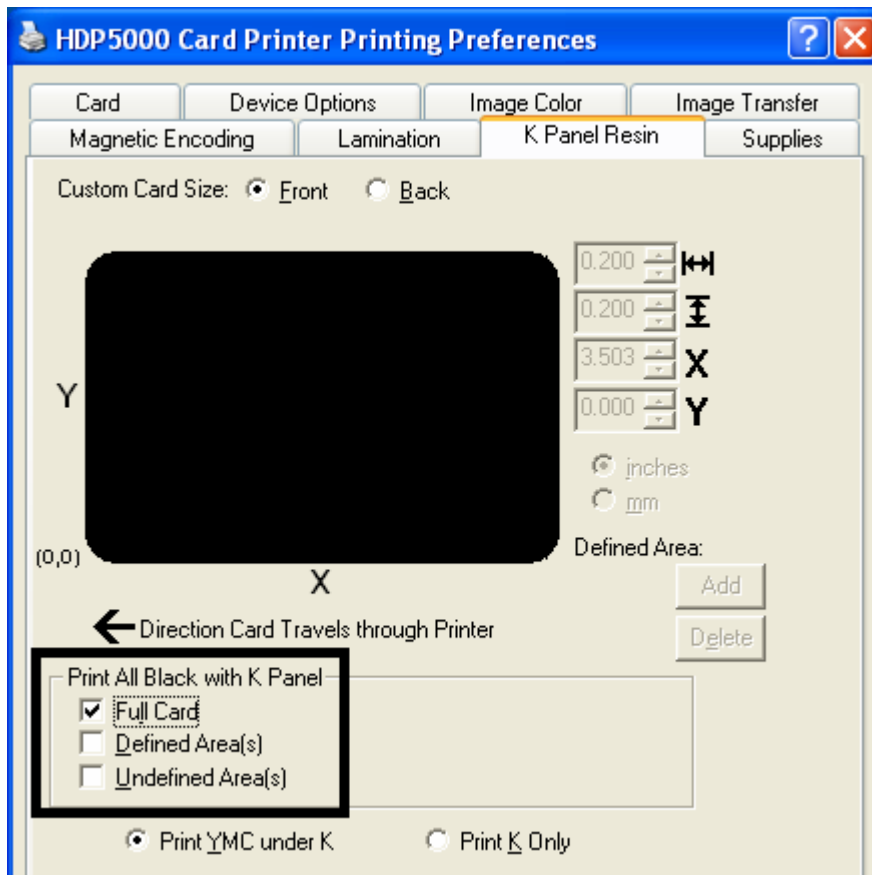 HDP5000 Card Printer Printing Preferences
Card Device Options Image Color Image Transfer
Magnetic Encoding Lamination K Panel Resin Supplies
Custom Card Size: Front Back
0.200
0.200
3.503 X
Y 0.000 Y
inches
mm
(0,0) Defined Area:
X Add
Direction Card Travels through Printer Delete
Print All Black with K Panel
Full Card
Defined Area(s)
Undefined Area(s)
Print YMC under K Print K Only